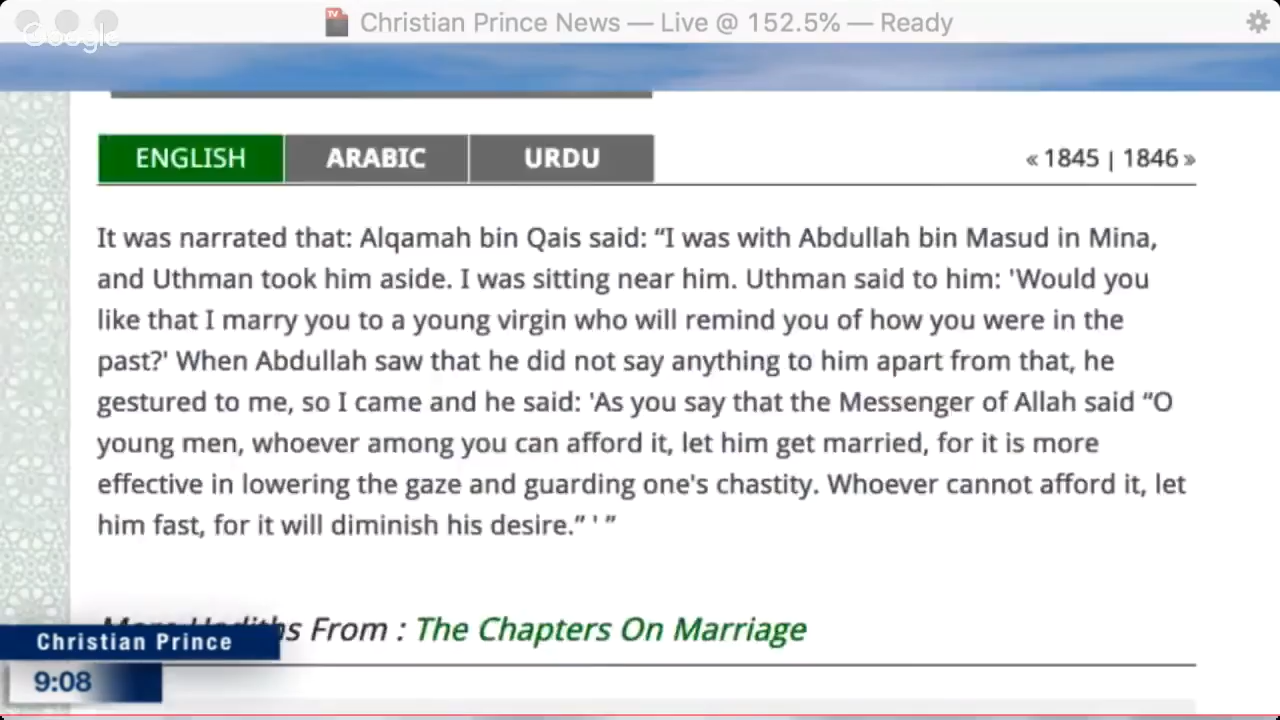 Christian Prince News — Live @ 152.5% — Ready
Google
ENGLISH
ARABIC
URDU
« 1845 | 1846 »
It was narrated that: Alqamah bin Qais said: “I was with Abdullah bin Masud in Mina,
and Uthman took him aside. I was sitting near him. Uthman said to him: 'Would you
like that I marry you to a young virgin who will remind you of how you were in the
past?' When Abdullah saw that he did not say anything to him apart from that, he
gestured to me, so I came and he said: 'As you say that the Messenger of Allah said “O
young men, whoever among you can afford it, let him get married, for it is more
effective in lowering the gaze and guarding one's chastity. Whoever cannot afford it, let
him fast, for it will diminish his desire.” ' ”
More Hadiths From : The Chapters On Marriage
Christian Prince
9:08